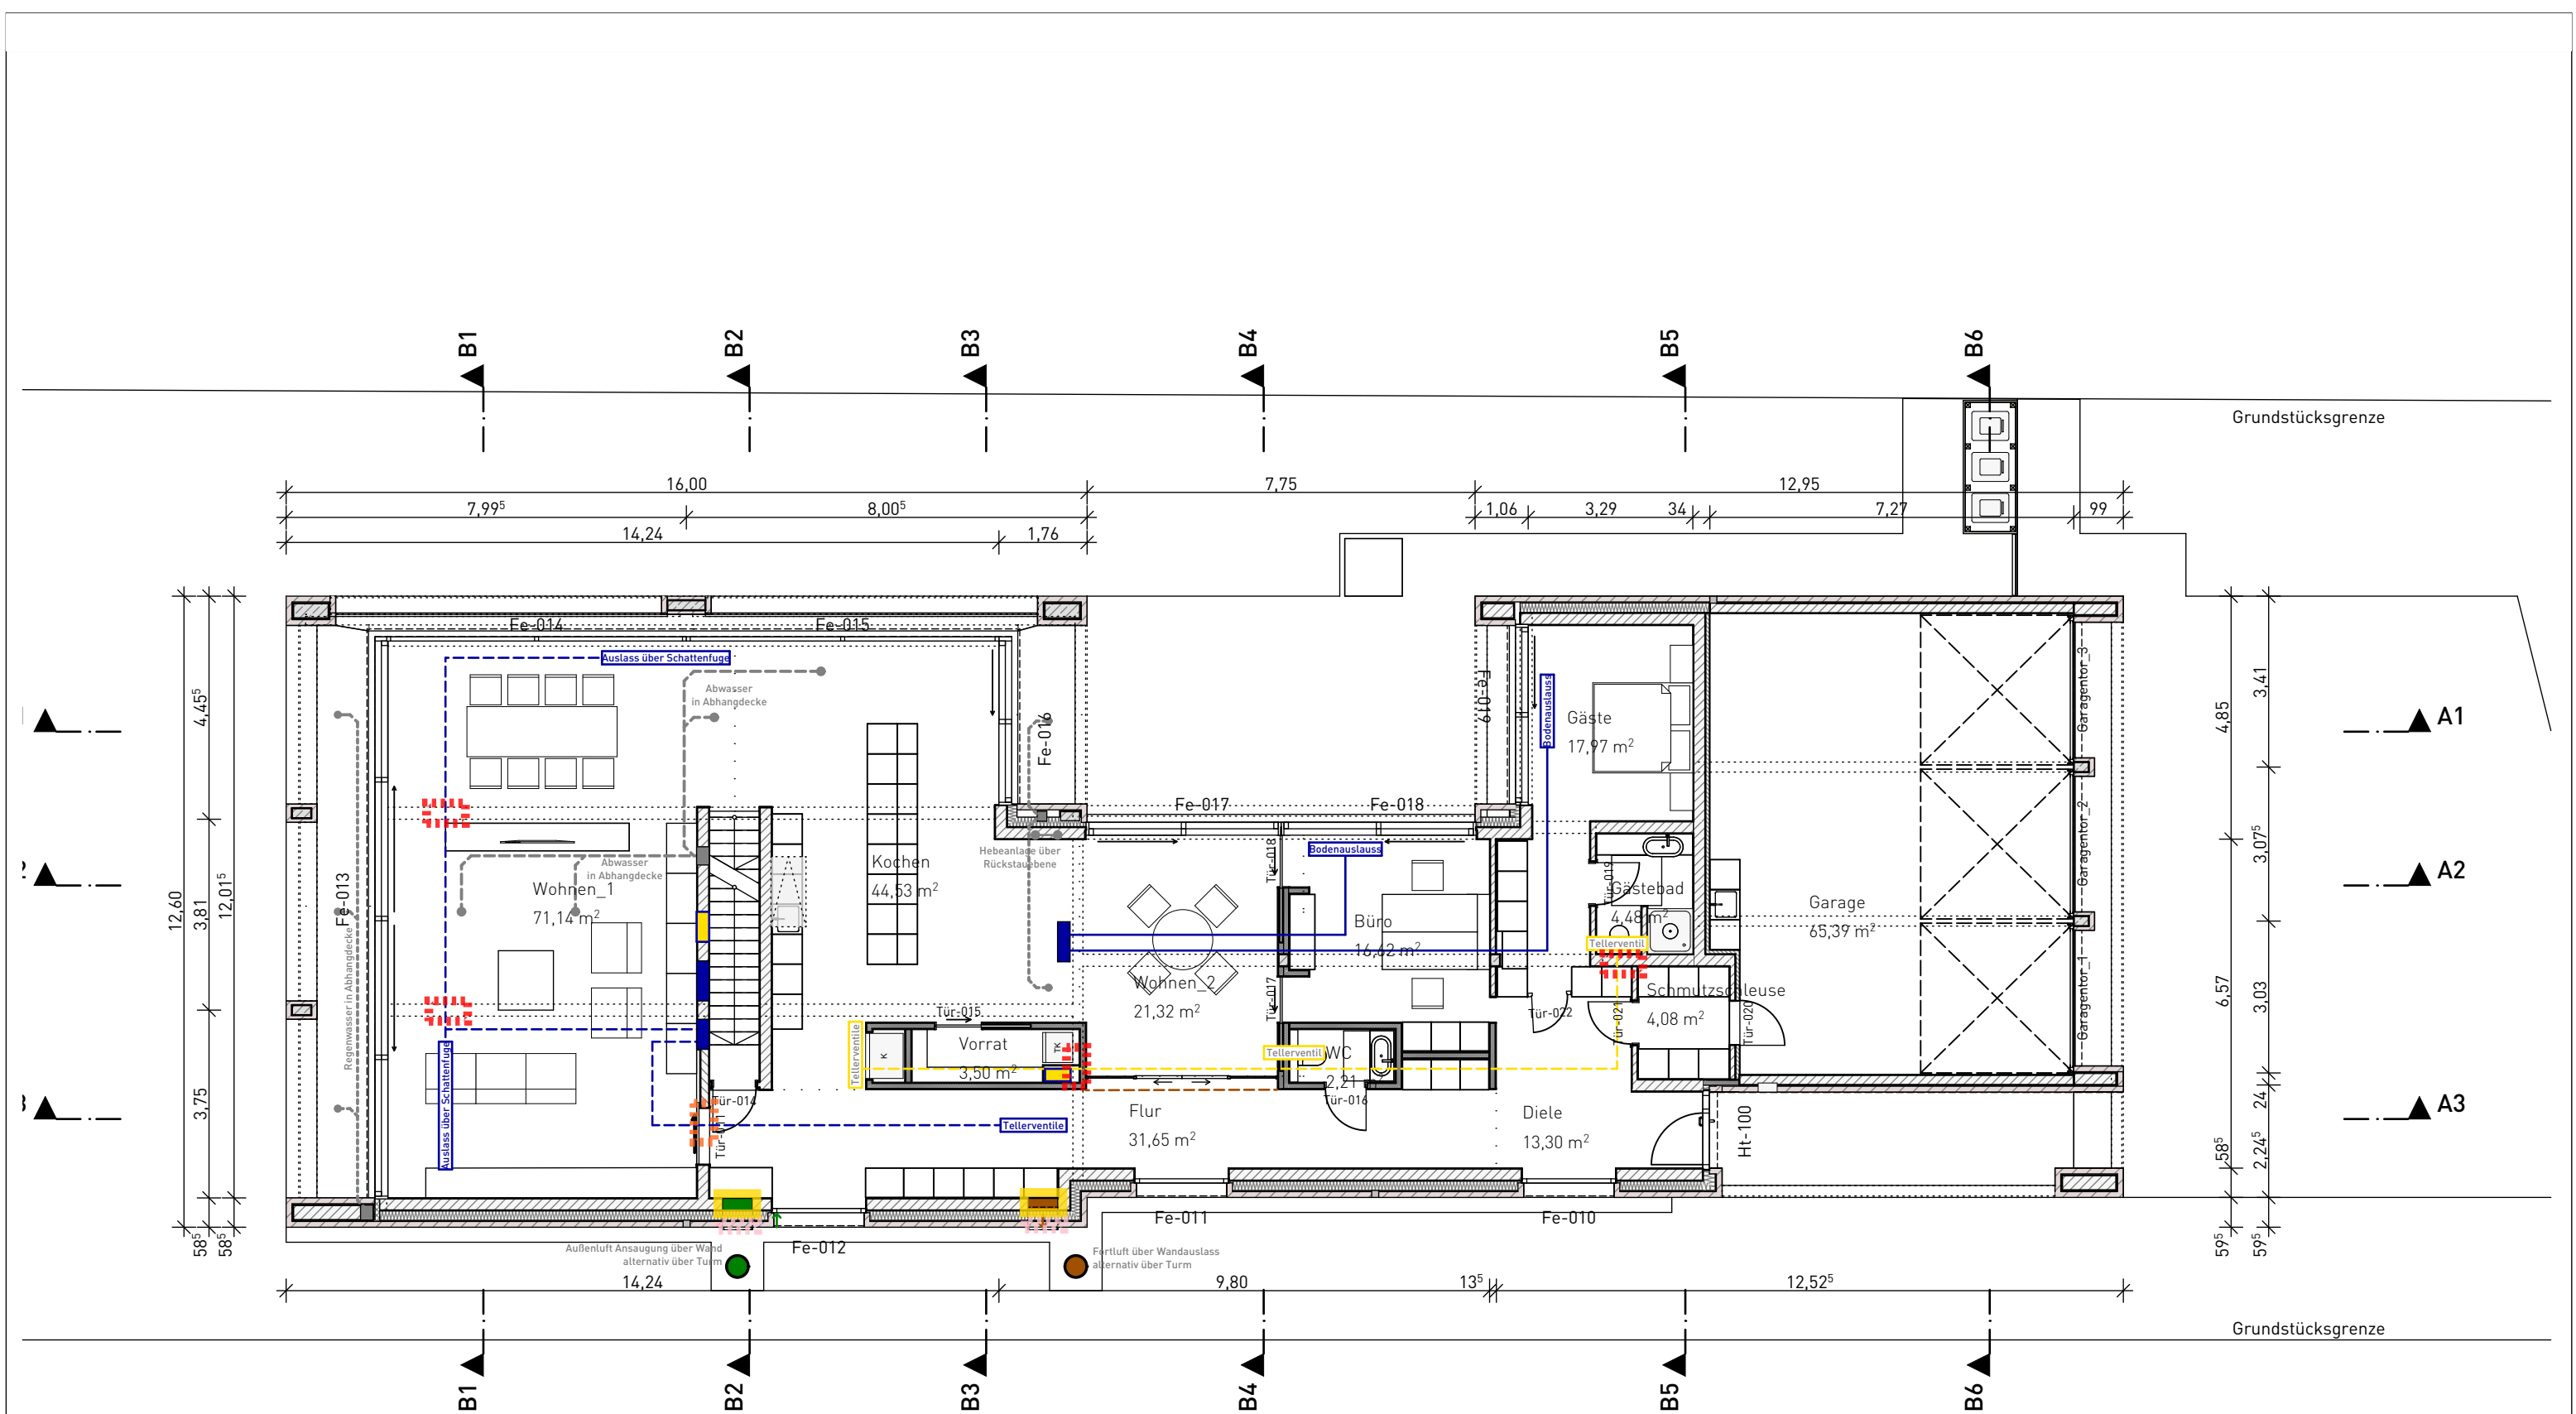 B1
B2
B3
B4
B5
B6
Grundstücksgrenze
16,00
7,75
12,95
7,99⁵
8,00⁵
1,06
3,29
34
7,27
99
14,24
1,76
Fe-014
Fe-015
Auslass über Schattenfuge
Abwasser
in Abhangdecke
Fe-016
Fe-019
Bodenauslauss
Gäste
17,97 m²
Garagentor_3
3,41
4,85
4,45⁵
A1
Fe-017
Fe-018
Garagentor_2
3,07⁵
Kochen
44,53 m²
Hebeanlage über
Rückstauebene
Bodenauslauss
Tür-018
Tür-019
Gästebad
4,48 m²
Abwasser
in Abhangdecke
Wohnen_1
71,14 m²
Fe-013
12,60
3,81
12,01⁵
A2
Garage
65,39 m²
Büro
16,62 m²
Tellerventil
Regenwasser in Abhangdecke
Wohnen_2
21,32 m²
Tür-017
Schmutzschleuse
4,08 m²
Tür-015
Tür-022
Tür-021
Tür-020
Garagentor_1
6,57
3,03
Vorrat
3,50 m²
K
TK
Tellerventile
Tellerventil
WC
2,21 m
Auslass über Schattenfuge
Tür-014
Tür-011
Tür-016
Tellerventile
Flur
31,65 m²
Diele
13,30 m²
Ht-100
3,75
24
2,24⁵
58⁵
A3
58⁵
58⁵
59⁵
59⁵
Fe-012
Fe-011
Fe-010
Außenluft Ansaugung über Wand
alternativ über Turm
Fortluft über Wandauslass
alternativ über Turm
14,24
9,80
13⁵
12,52⁵
Grundstücksgrenze
B1
B2
B3
B4
B5
B6